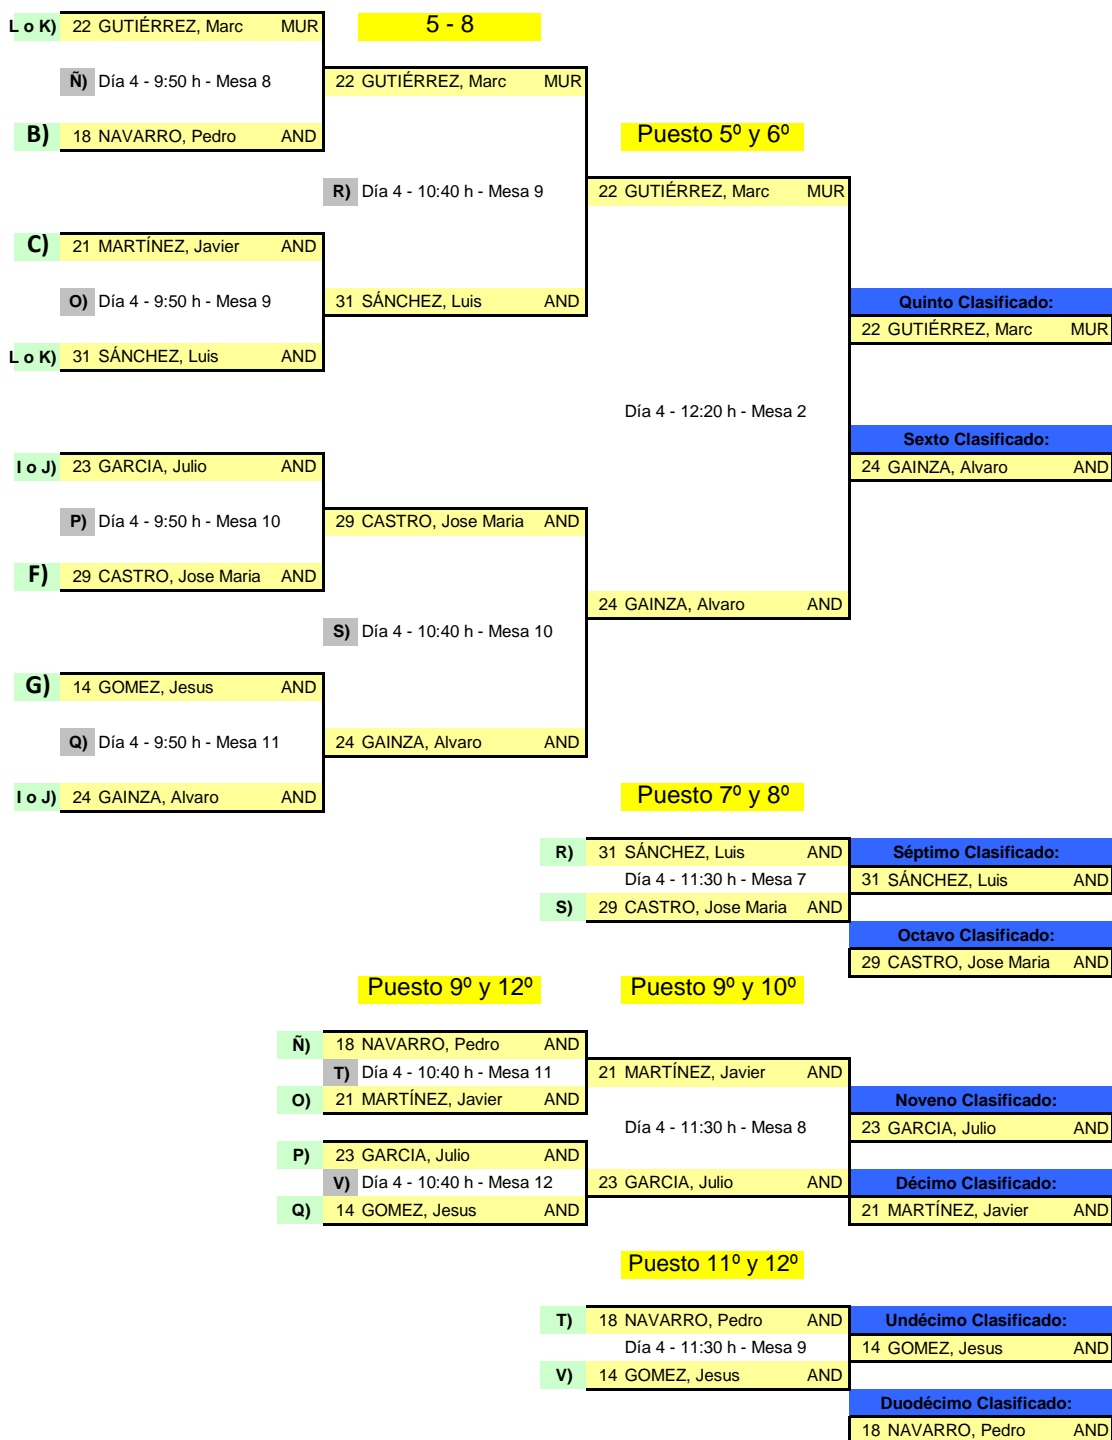 L o K) 22 GUTIÉRREZ, Marc MUR 5 - 8
Ñ) Día 4 - 9:50 h - Mesa 8 22 GUTIÉRREZ, Marc MUR
B) 18 NAVARRO, Pedro AND Puesto 5º y 6º
R) Día 4 - 10:40 h - Mesa 9 22 GUTIÉRREZ, Marc MUR
C) 21 MARTÍNEZ, Javier AND
O) Día 4 - 9:50 h - Mesa 9 31 SÁNCHEZ, Luis AND Quinto Clasificado:
22 GUTIÉRREZ, Marc MUR
L o K) 31 SÁNCHEZ, Luis AND
Día 4 - 12:20 h - Mesa 2
Sexto Clasificado:
I o J) 23 GARCIA, Julio AND 24 GAINZA, Alvaro AND
P) Día 4 - 9:50 h - Mesa 10 29 CASTRO, Jose Maria AND
F) 29 CASTRO, Jose Maria AND
24 GAINZA, Alvaro AND
S) Día 4 - 10:40 h - Mesa 10
G) 14 GOMEZ, Jesus AND
Q) Día 4 - 9:50 h - Mesa 11 24 GAINZA, Alvaro AND
I o J) 24 GAINZA, Alvaro AND Puesto 7º y 8º
R) 31 SÁNCHEZ, Luis AND Séptimo Clasificado:
Día 4 - 11:30 h - Mesa 7 31 SÁNCHEZ, Luis AND
S) 29 CASTRO, Jose Maria AND
Octavo Clasificado:
29 CASTRO, Jose Maria AND
Puesto 9º y 12º Puesto 9º y 10º
Ñ) 18 NAVARRO, Pedro AND
T) Día 4 - 10:40 h - Mesa 11 21 MARTÍNEZ, Javier AND
O) 21 MARTÍNEZ, Javier AND Noveno Clasificado:
Día 4 - 11:30 h - Mesa 8 23 GARCIA, Julio AND
P) 23 GARCIA, Julio AND
V) Día 4 - 10:40 h - Mesa 12 23 GARCIA, Julio AND Décimo Clasificado:
Q) 14 GOMEZ, Jesus AND 21 MARTÍNEZ, Javier AND
Puesto 11º y 12º
T) 18 NAVARRO, Pedro AND Undécimo Clasificado:
Día 4 - 11:30 h - Mesa 9 14 GOMEZ, Jesus AND
V) 14 GOMEZ, Jesus AND
Duodécimo Clasificado:
18 NAVARRO, Pedro AND